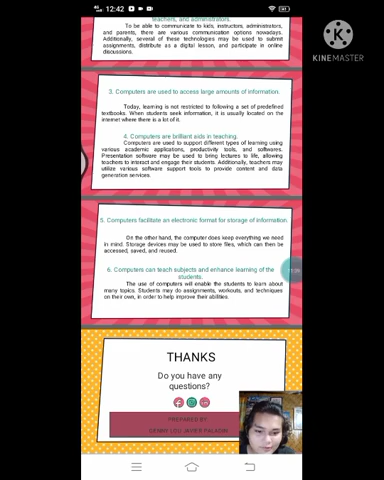 12:42
KINEMASTER
teachers, and administrators.
To be able to communicate to kids, instructors, administrators,
and parents, there are various communication options nowadays.
Additionally, several of these technologies may be used to submit
assignments, distribute as a digital lesson, and participate in online
discussions.
3. Computers are used to access large amounts of information.
Today, learning is not restricted to following a set of predefined
textbooks. When students seek information, it is usually located on the
internet where there is a lot of it.
4. Computers are brilliant aids in teaching.
Computers are used to support different types of learning using
various academic applications, productivity tools, and softwares.
Presentation software may be used to bring lectures to life, allowing
teachers to interact and engage their students. Additionally, teachers may
utilize various software support tools to provide content and data
generation services.
5. Computers facilitate an electronic format for storage of information.
On the other hand, the computer does keep everything we need
in mind. Storage devices may be used to store files, which can then be
accessed, saved, and reused.
6. Computers can teach subjects and enhance learning of the
students.
The use of computers will enable the students to learn about
many topics. Students may do assignments, workouts, and techniques
on their own, in order to help improve their abilities.
THANKS
Do you have any
questions?
PREPARED BY:
JAVIER PALADIN